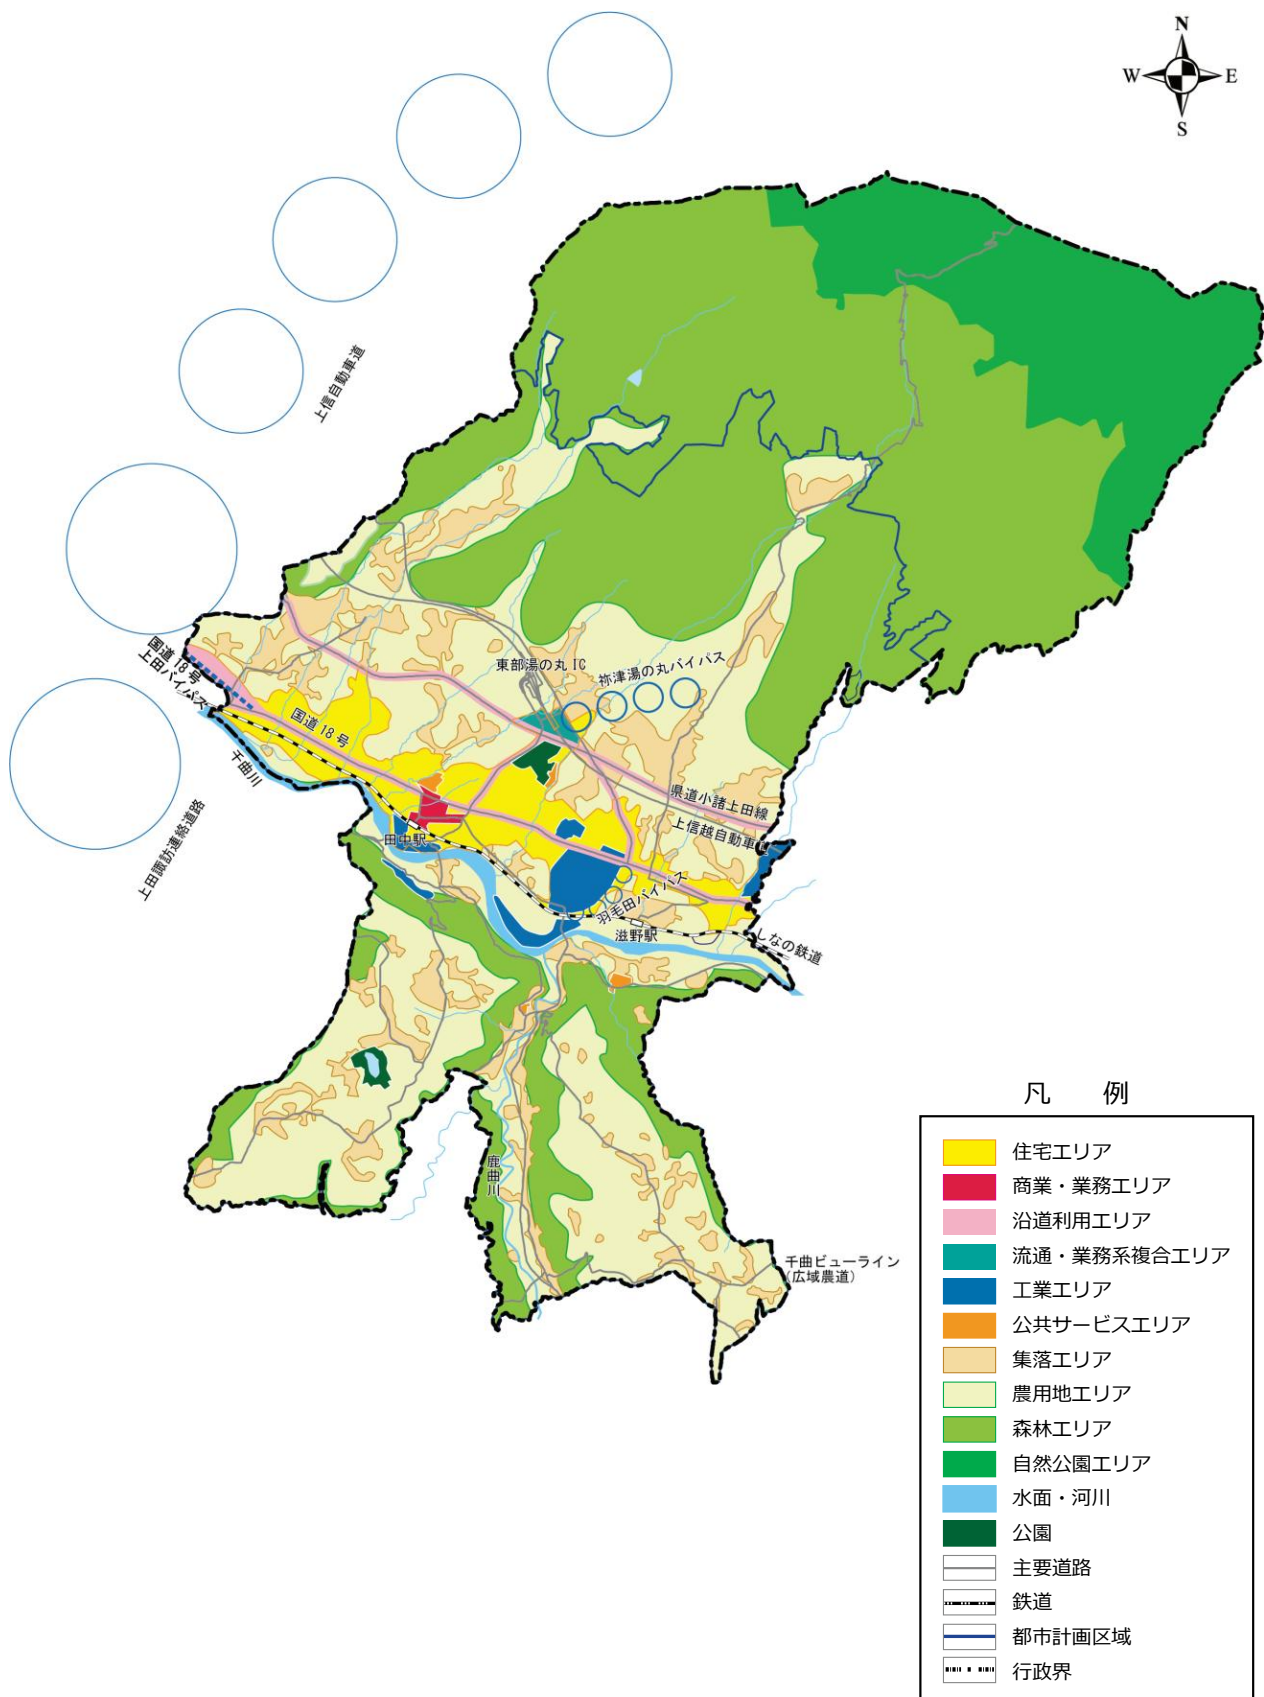 N
W
E
S
上信自動車道
国道18号
上田バイパス
東部湯の丸IC
祢津湯の丸バイパス
国道18号
千曲川
上田諏訪連絡道路
県道小諸上田線
上信越自動車
田中駅
羽毛田バイパス
滋野駅
しなの鉄道
鹿曲川
千曲ビューライン
(広域農道)
凡 例
住宅エリア
商業・業務エリア
沿道利用エリア
流通・業務系複合エリア
工業エリア
公共サービスエリア
集落エリア
農用地エリア
森林エリア
自然公園エリア
水面・河川
公園
主要道路
鉄道
都市計画区域
行政界